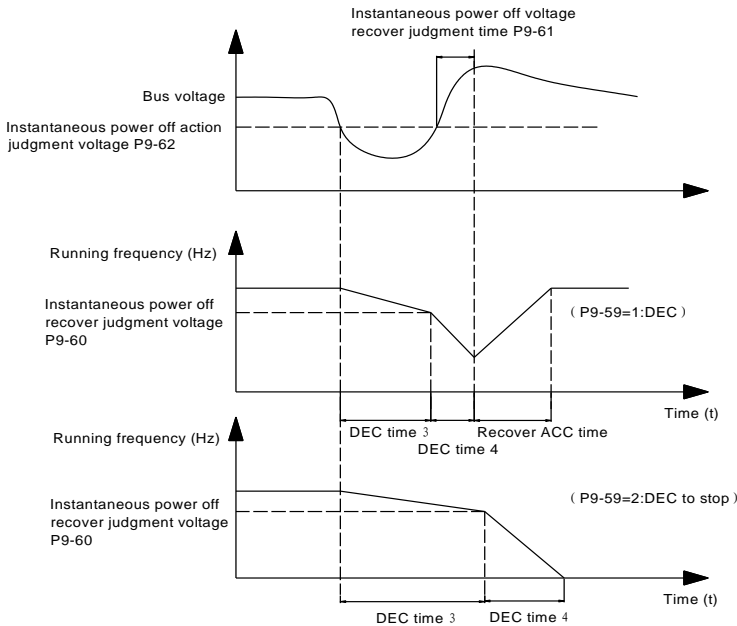 Instantaneous power off voltage
recover judgment time P9-61
Bus voltage
Instantaneous power off action
judgment voltage P9-62
Running frequency (Hz)
Instantaneous power off
recover judgment voltage
P9-60
( P9-59=1:DEC )
Time (t)
DEC time 3
Recover ACC time
DEC time 4
Running frequency (Hz)
Instantaneous power off
recover judgment voltage
P9-60
( P9-59=2:DEC to stop )
Time (t)
DEC time 3
DEC time 4